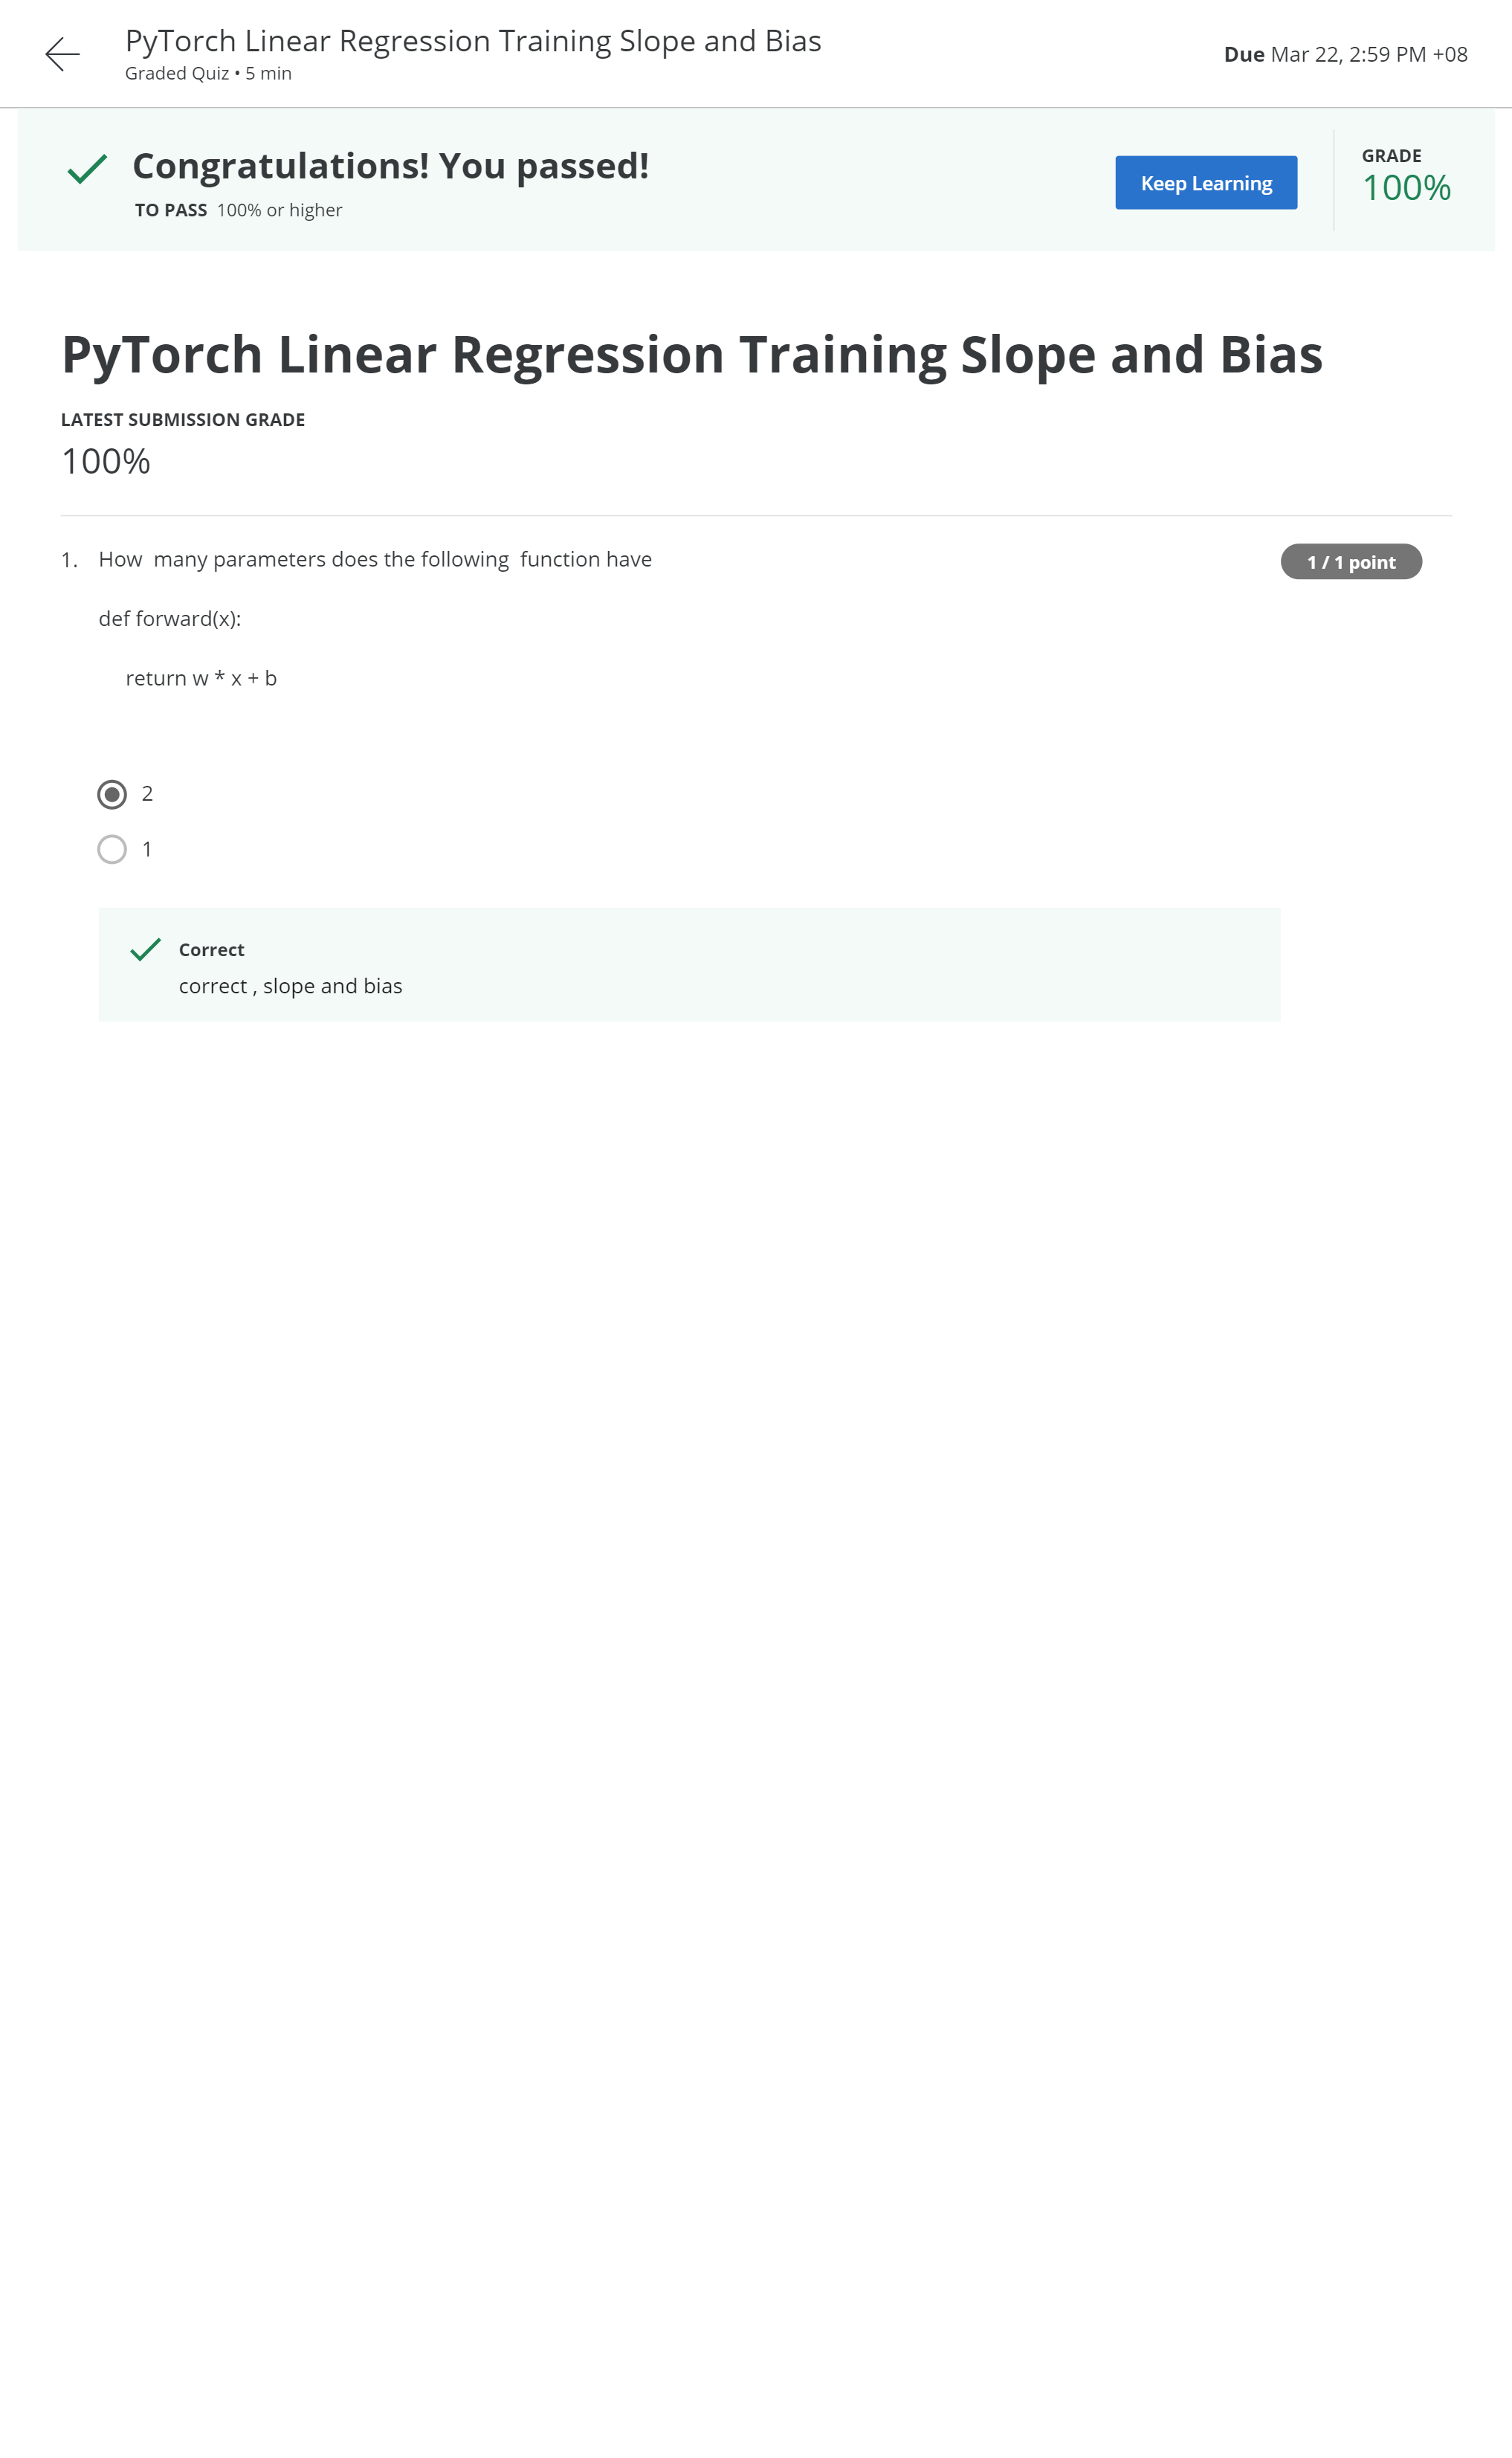 PyTorch Linear Regression Training Slope and Bias
Graded Quiz • 5 min
Due Mar 22, 2:59 PM +08
Congratulations! You passed!
TO PASS 100% or higher
Keep Learning
GRADE
100%
PyTorch Linear Regression Training Slope and Bias
LATEST SUBMISSION GRADE
100%
1. How many parameters does the following function have
1 / 1 point
def forward(x):
return w * x + b
2
1
Correct
correct , slope and bias